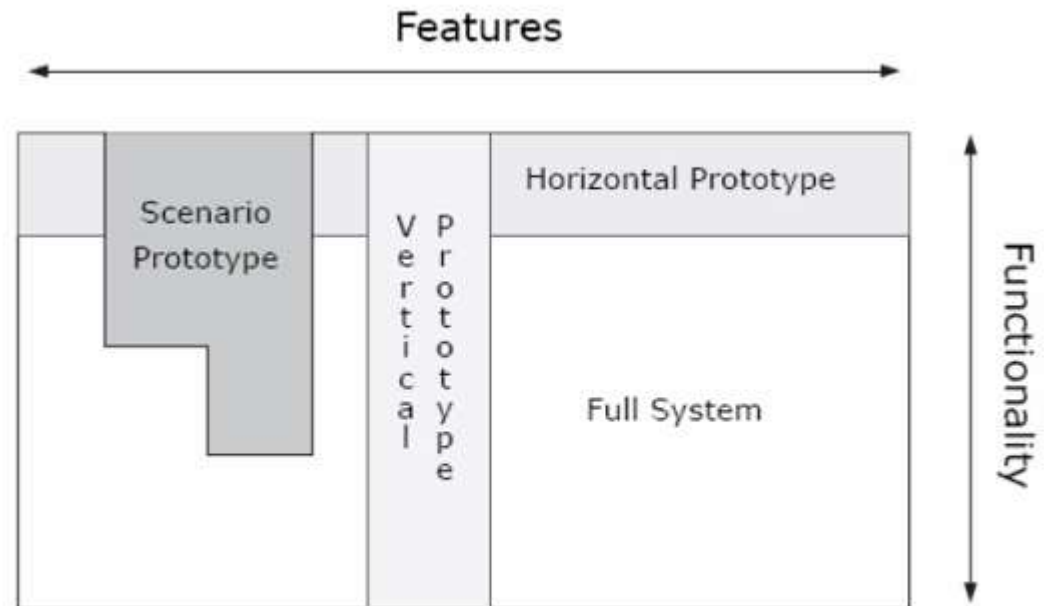 Features
Horizontal Prototype
Scenario
Prototype
Vertical
Prototype
Full System
Functionality